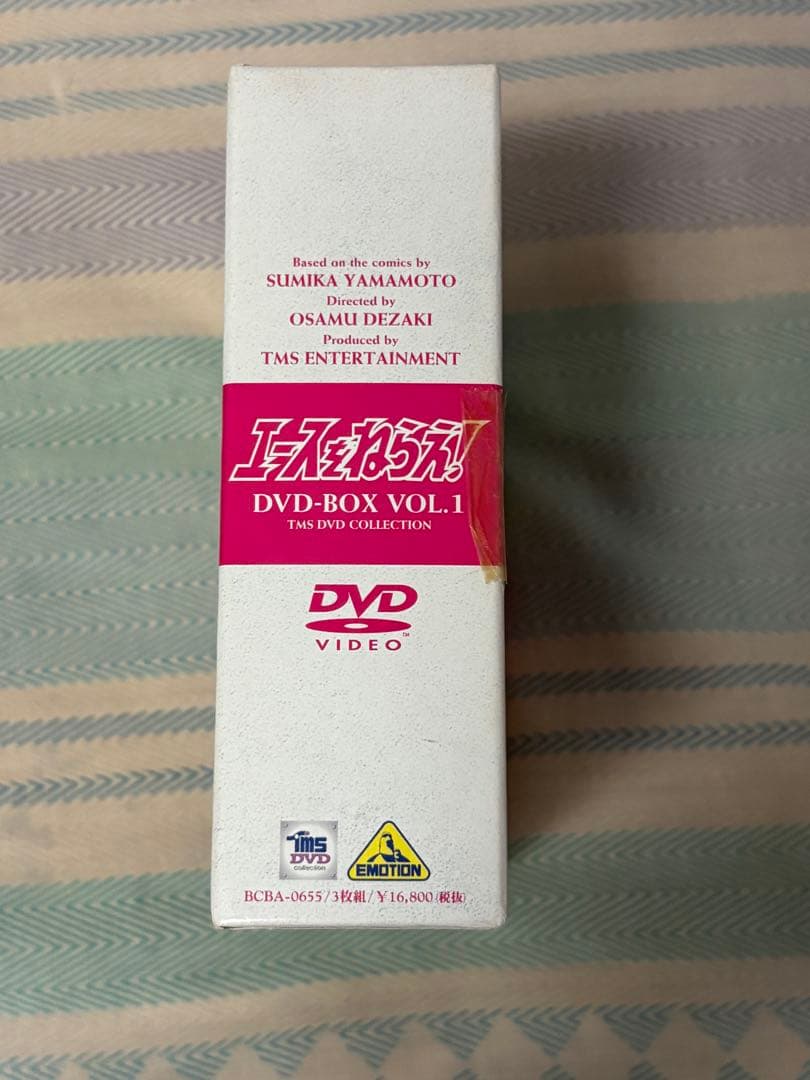 Based on the comics by
SUMIKA YAMAMOTO
Directed by
OSAMU DEZAKI
Produced by
TMS ENTERTAINMENT
エースをねらえ!
DVD-BOX VOL.1
TMS DVD COLLECTION
DVD
VIDEO™
TMS
DVD
collection
EMOTION
BCBA-0655/3枚組/¥16,800(税抜)